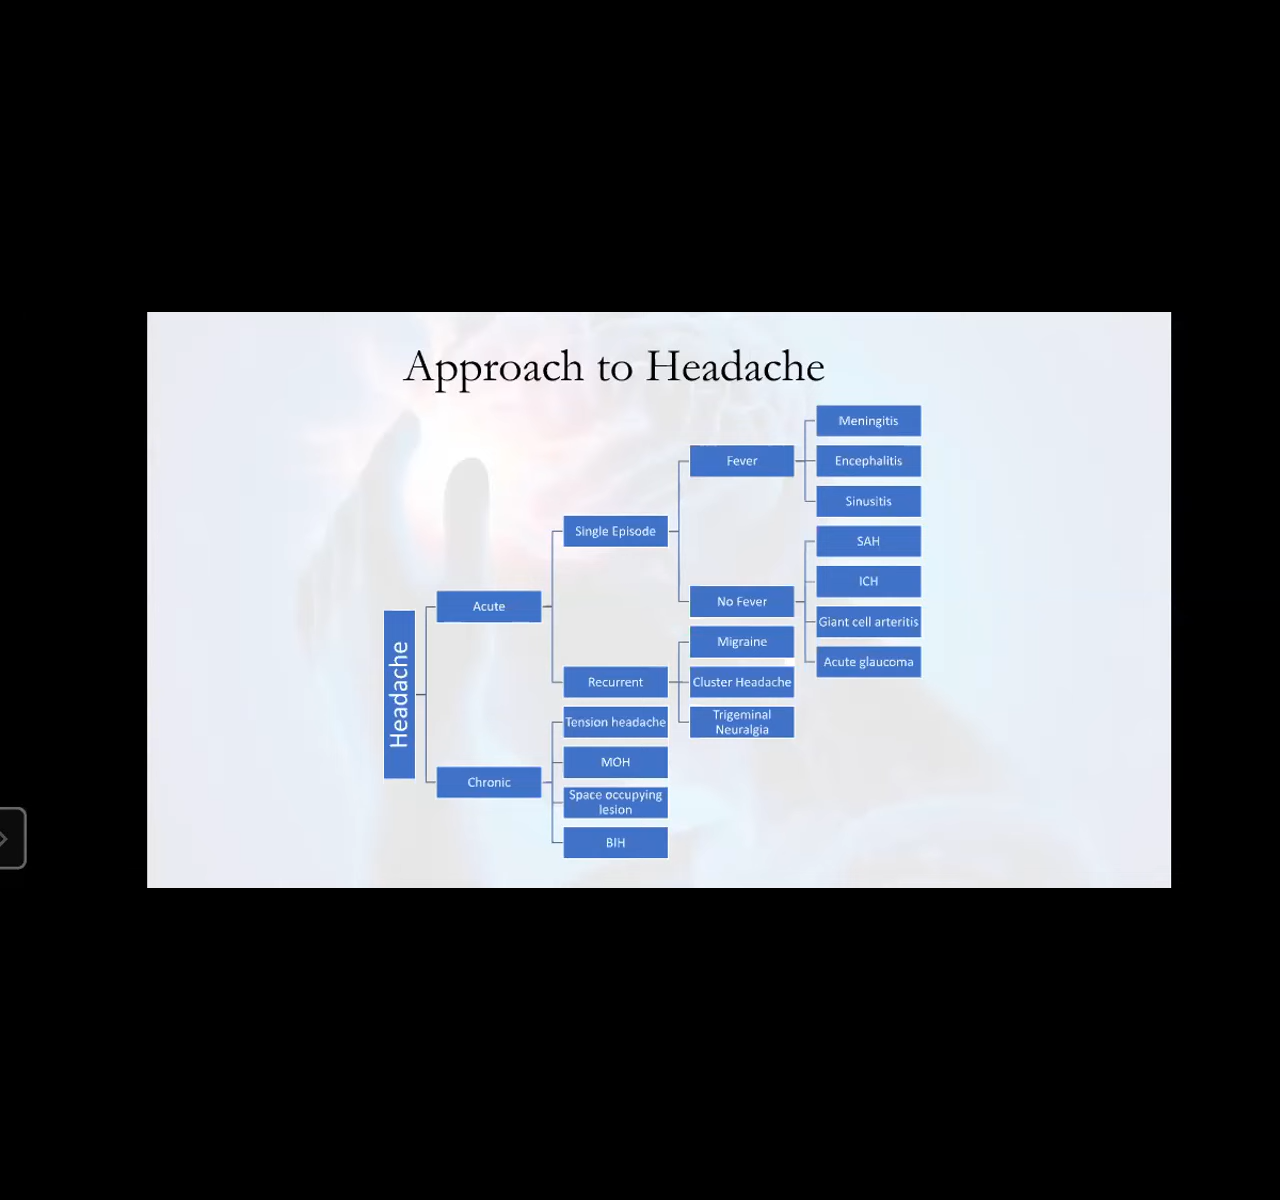 Approach to Headache
Headache
Acute
Single Episode
Fever
Meningitis
Encephalitis
Sinusitis
No Fever
SAH
ICH
Giant cell arteritis
Acute glaucoma
Recurrent
Migraine
Cluster Headache
Trigeminal
Neuralgia
Chronic
Tension headache
MOH
Space occupying
lesion
BIH